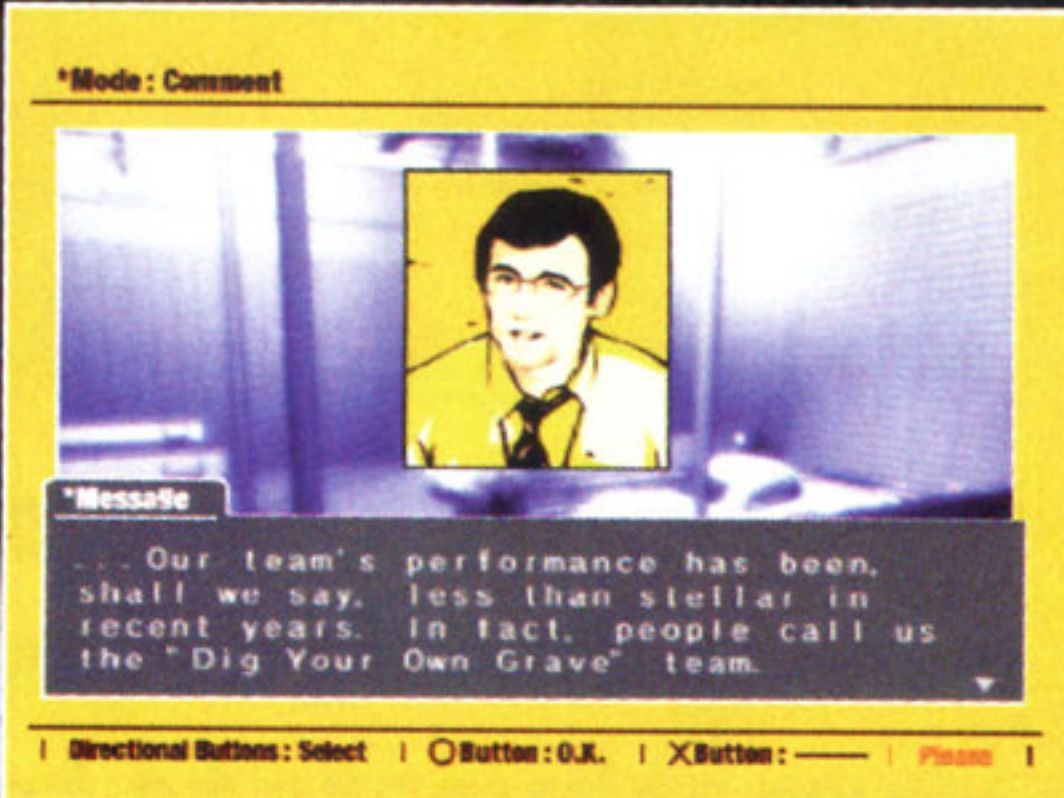 *Mode : Comment
*Message
...Our team's performance has been,
shall we say, less than stellar in
recent years. In fact, people call us
the "Dig Your Own Grave" team.
| Directional Buttons : Select | ○Button : O.K. | ✕Button : —— | Please |